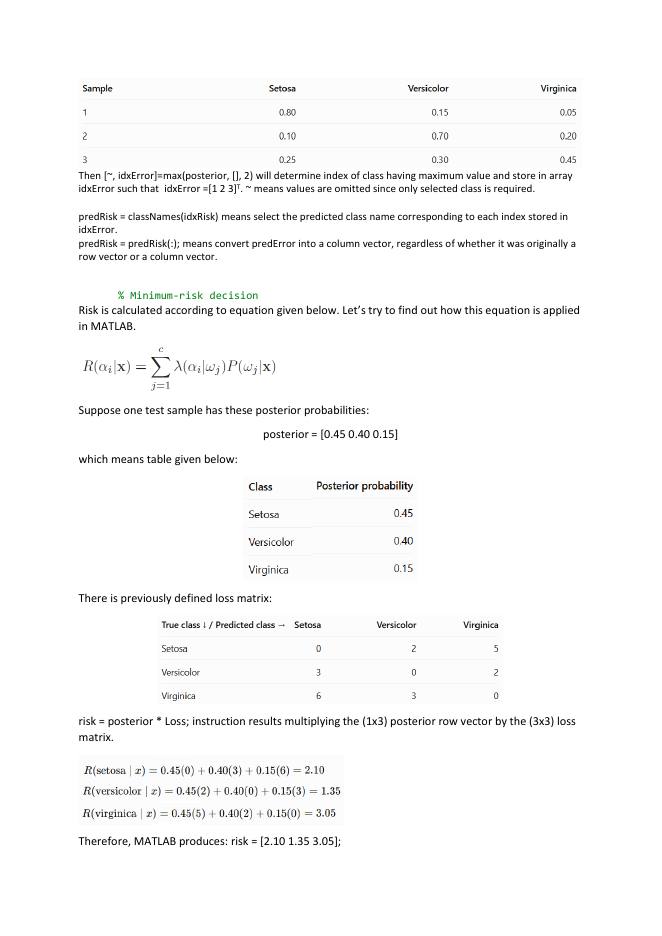 Sample Setosa Versicolor Virginica
1 0.80 0.15 0.05
2 0.10 0.70 0.20
3 0.25 0.30 0.45
Then [~, idxError]=max(posterior, [], 2) will determine index of class having maximum value and store in array
idxError such that idxError =[1 2 3]ᵀ. ~ means values are omitted since only selected class is required.
predRisk = classNames(idxRisk) means select the predicted class name corresponding to each index stored in
idxError.
predRisk = predRisk(:); means convert predError into a column vector, regardless of whether it was originally a
row vector or a column vector.
% Minimum-risk decision
Risk is calculated according to equation given below. Let's try to find out how this equation is applied
in MATLAB.
R(αᵢ|x) = ∑_{j=1}^{c} λ(αᵢ|ωⱼ)P(ωⱼ|x)
Suppose one test sample has these posterior probabilities:
posterior = [0.45 0.40 0.15]
which means table given below:
Class Posterior probability
Setosa 0.45
Versicolor 0.40
Virginica 0.15
There is previously defined loss matrix:
True class ↓ / Predicted class → Setosa Versicolor Virginica
Setosa 0 2 5
Versicolor 3 0 2
Virginica 6 3 0
risk = posterior * Loss; instruction results multiplying the (1x3) posterior row vector by the (3x3) loss
matrix.
R(setosa | x) = 0.45(0) + 0.40(3) + 0.15(6) = 2.10
R(versicolor | x) = 0.45(2) + 0.40(0) + 0.15(3) = 1.35
R(virginica | x) = 0.45(5) + 0.40(2) + 0.15(0) = 3.05
Therefore, MATLAB produces: risk = [2.10 1.35 3.05];